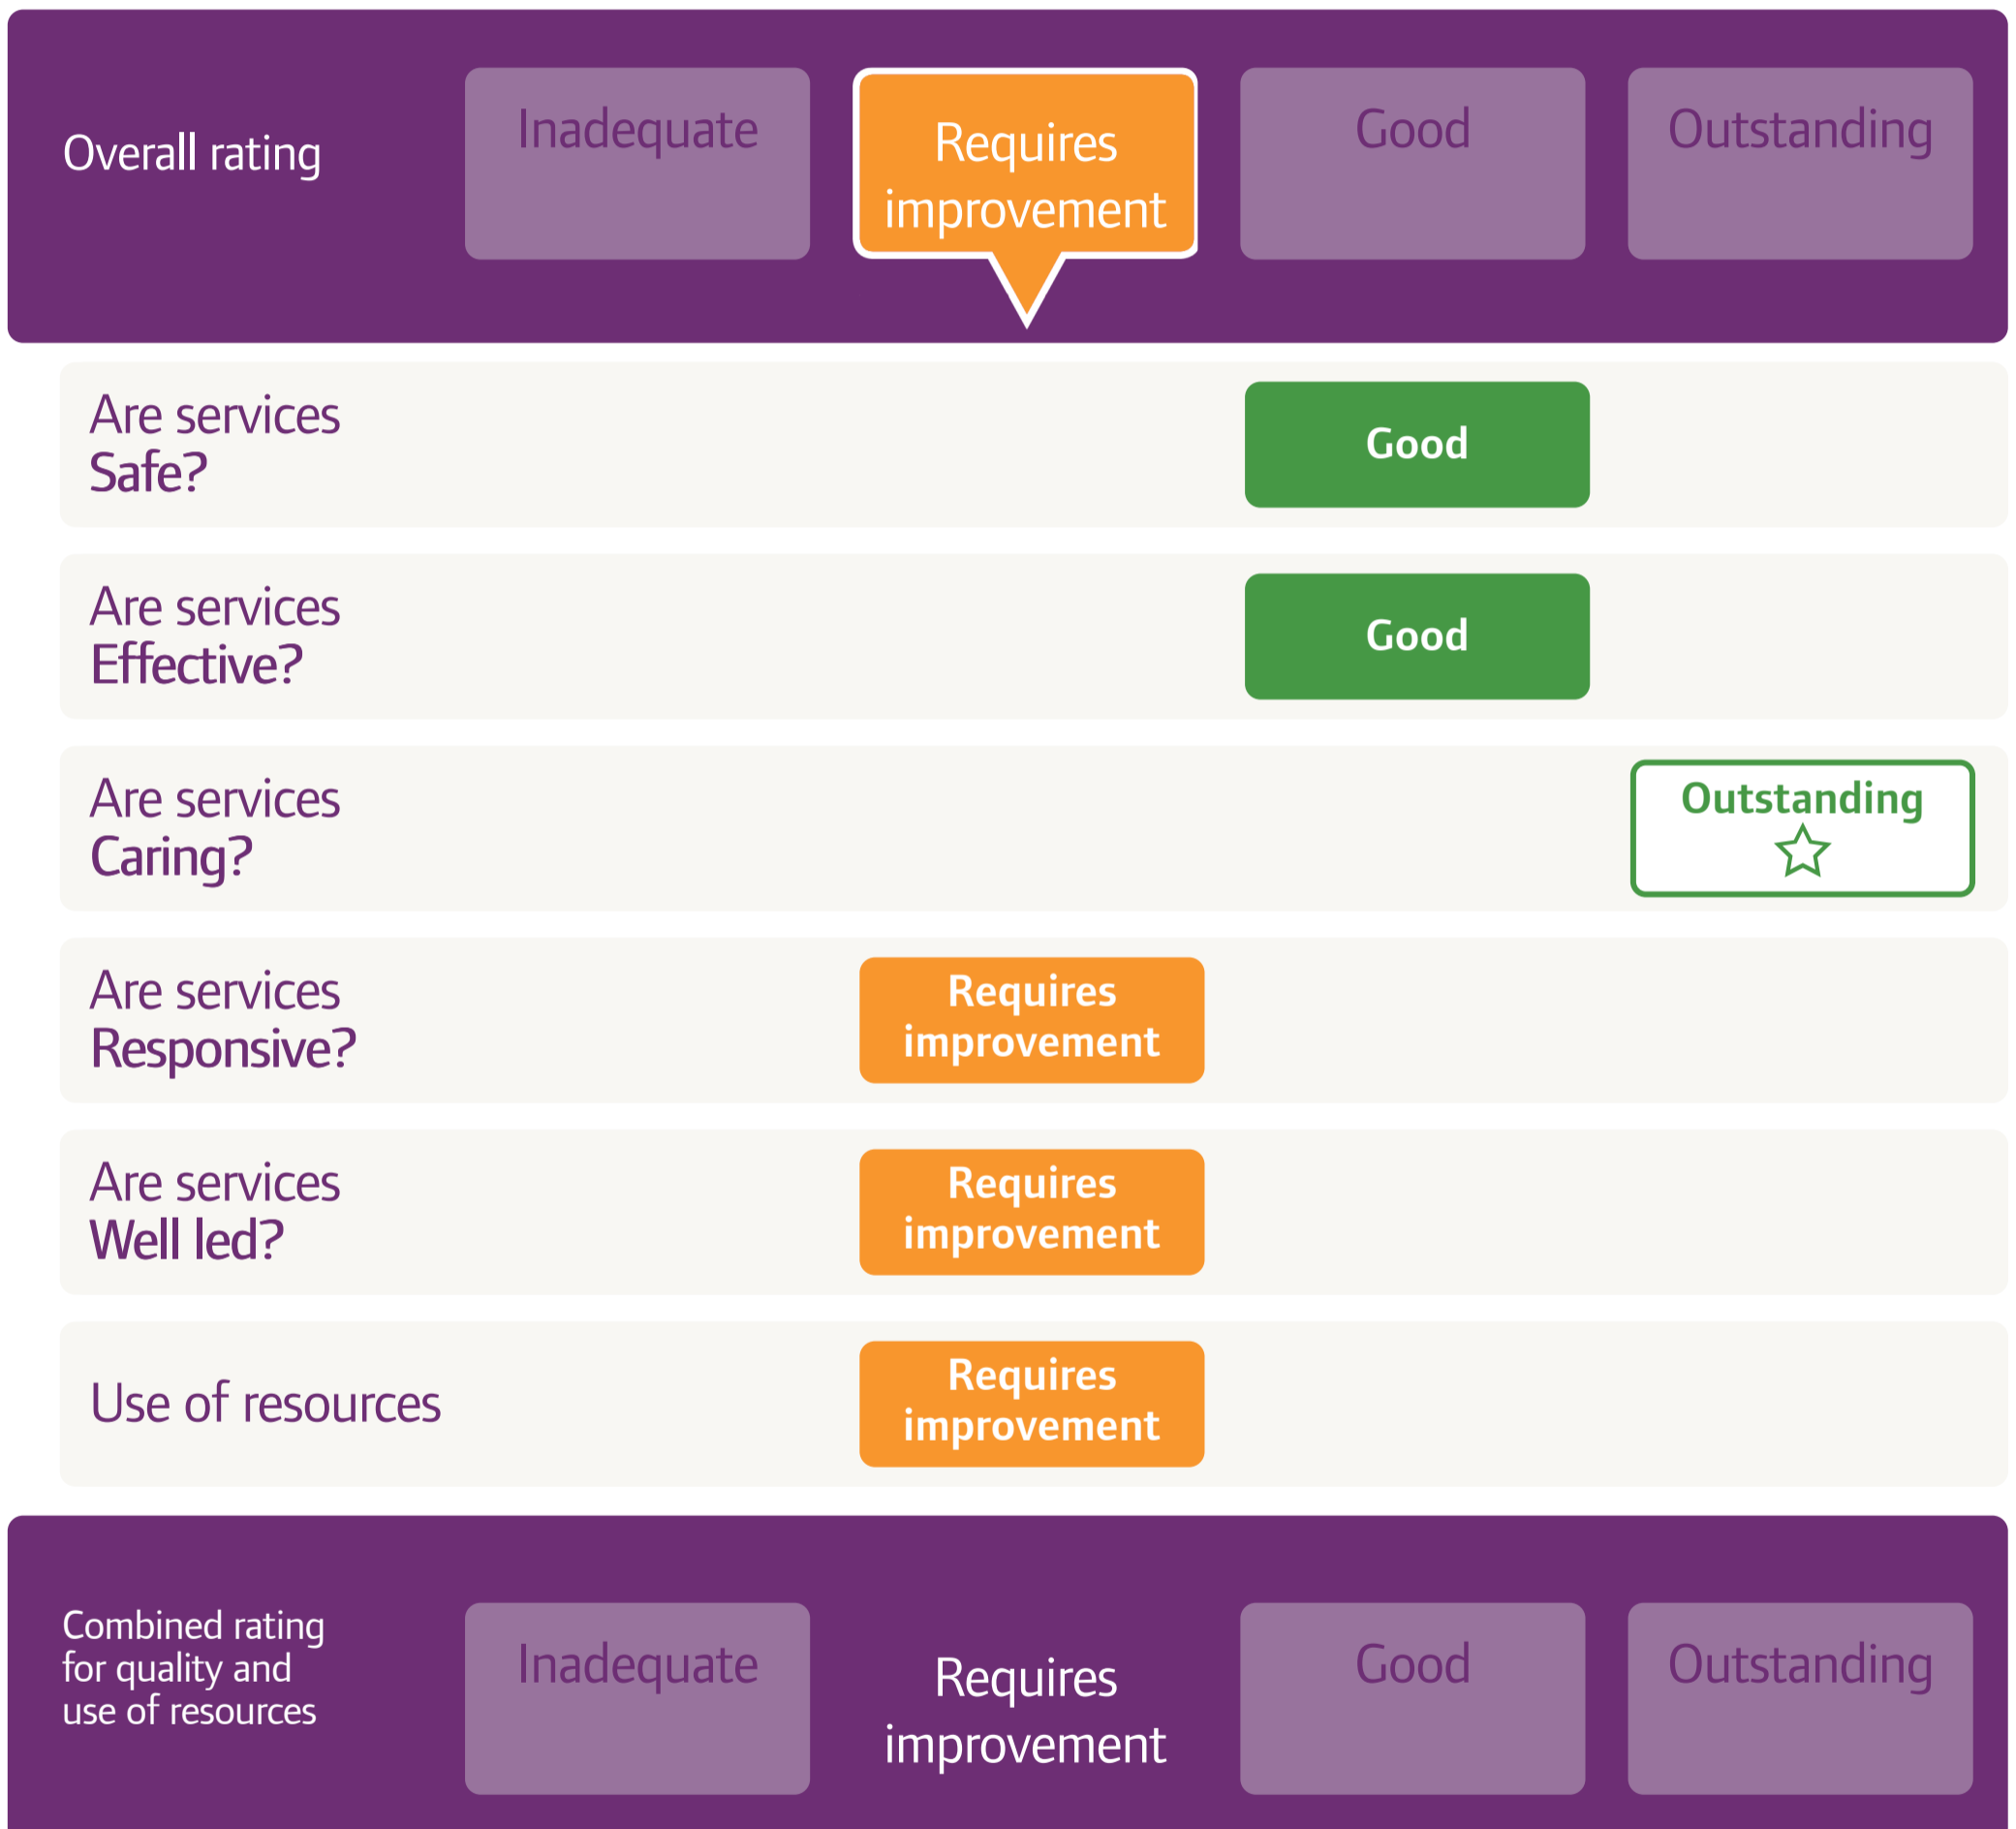 Overall rating
Inadequate
Requires
improvement
Good
Outstanding
Are services
Safe?
Good
Are services
Effective?
Good
Are services
Caring?
Outstanding
Are services
Responsive?
Requires
improvement
Are services
Well led?
Requires
improvement
Use of resources
Requires
improvement
Combined rating
for quality and
use of resources
Inadequate
Requires
improvement
Good
Outstanding